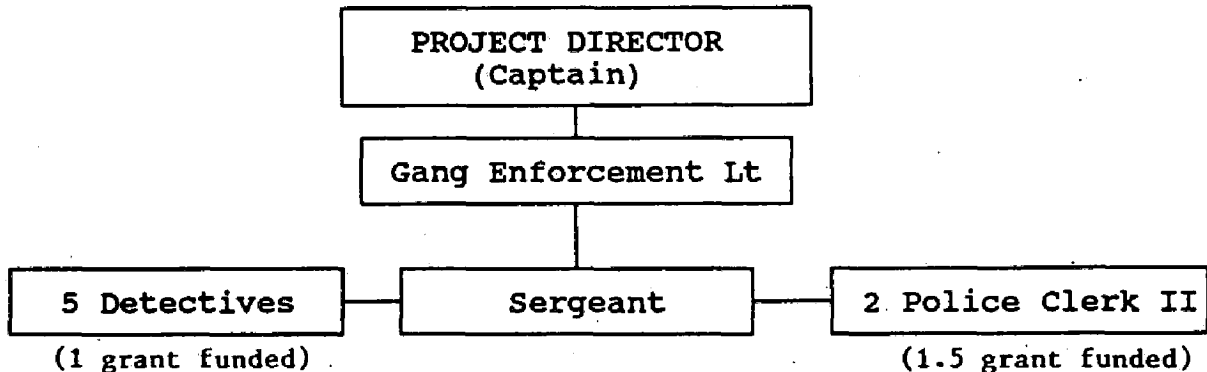 PROJECT DIRECTOR
(Captain)
Gang Enforcement Lt
5 Detectives
Sergeant
2 Police Clerk II
(1 grant funded)
(1.5 grant funded)